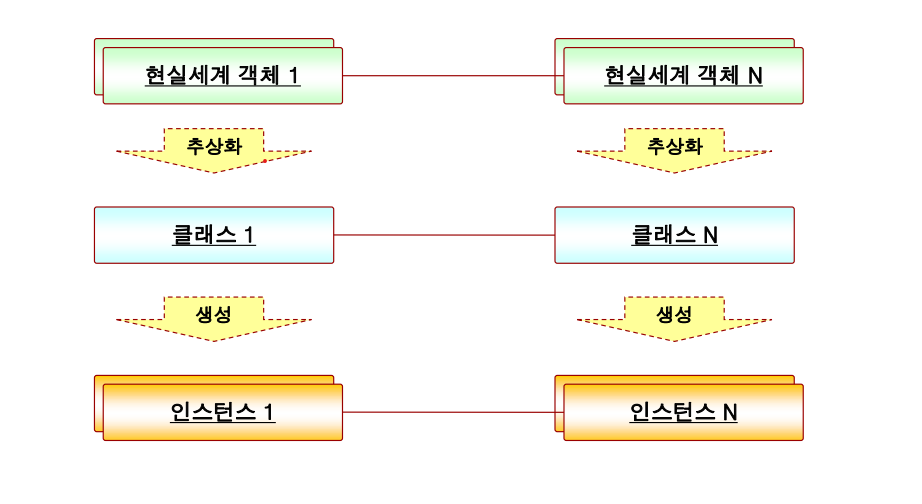 현실세계 객체 1
현실세계 객체 N
추상화
추상화
클래스 1
클래스 N
생성
생성
인스턴스 1
인스턴스 N